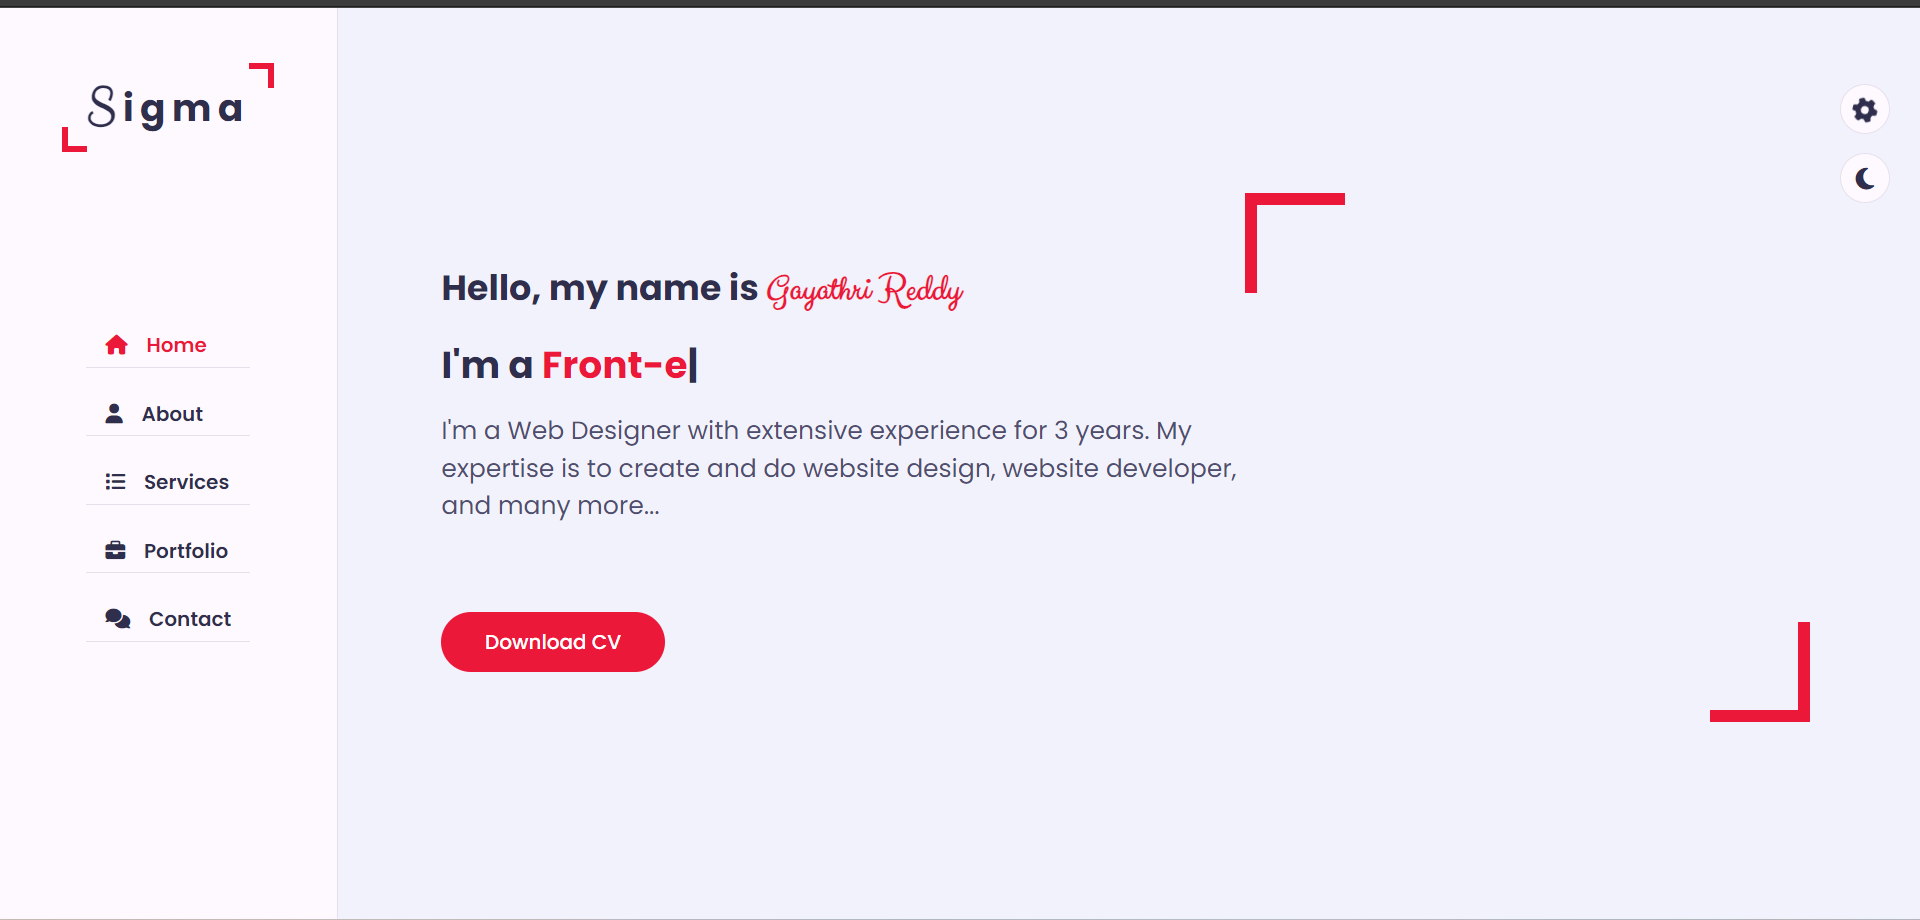 Sigma
Home
About
Services
Portfolio
Contact
Hello, my name is Gayathri Reddy
I'm a Front-e|
I'm a Web Designer with extensive experience for 3 years. My
expertise is to create and do website design, website developer,
and many more...
Download CV